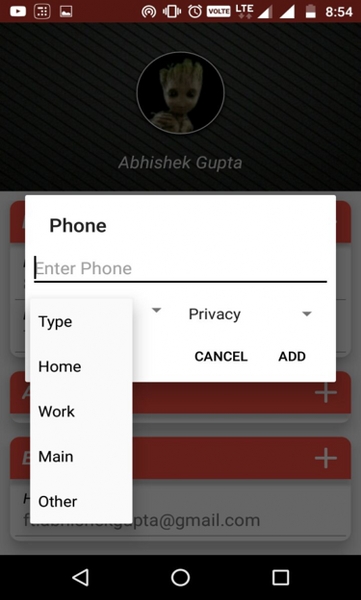 VOLTE LTE 8:54
Abhishek Gupta
Phone
Enter Phone
Type
Privacy
Home
CANCEL ADD
Work
Main
Other
abhishekgupta@gmail.com